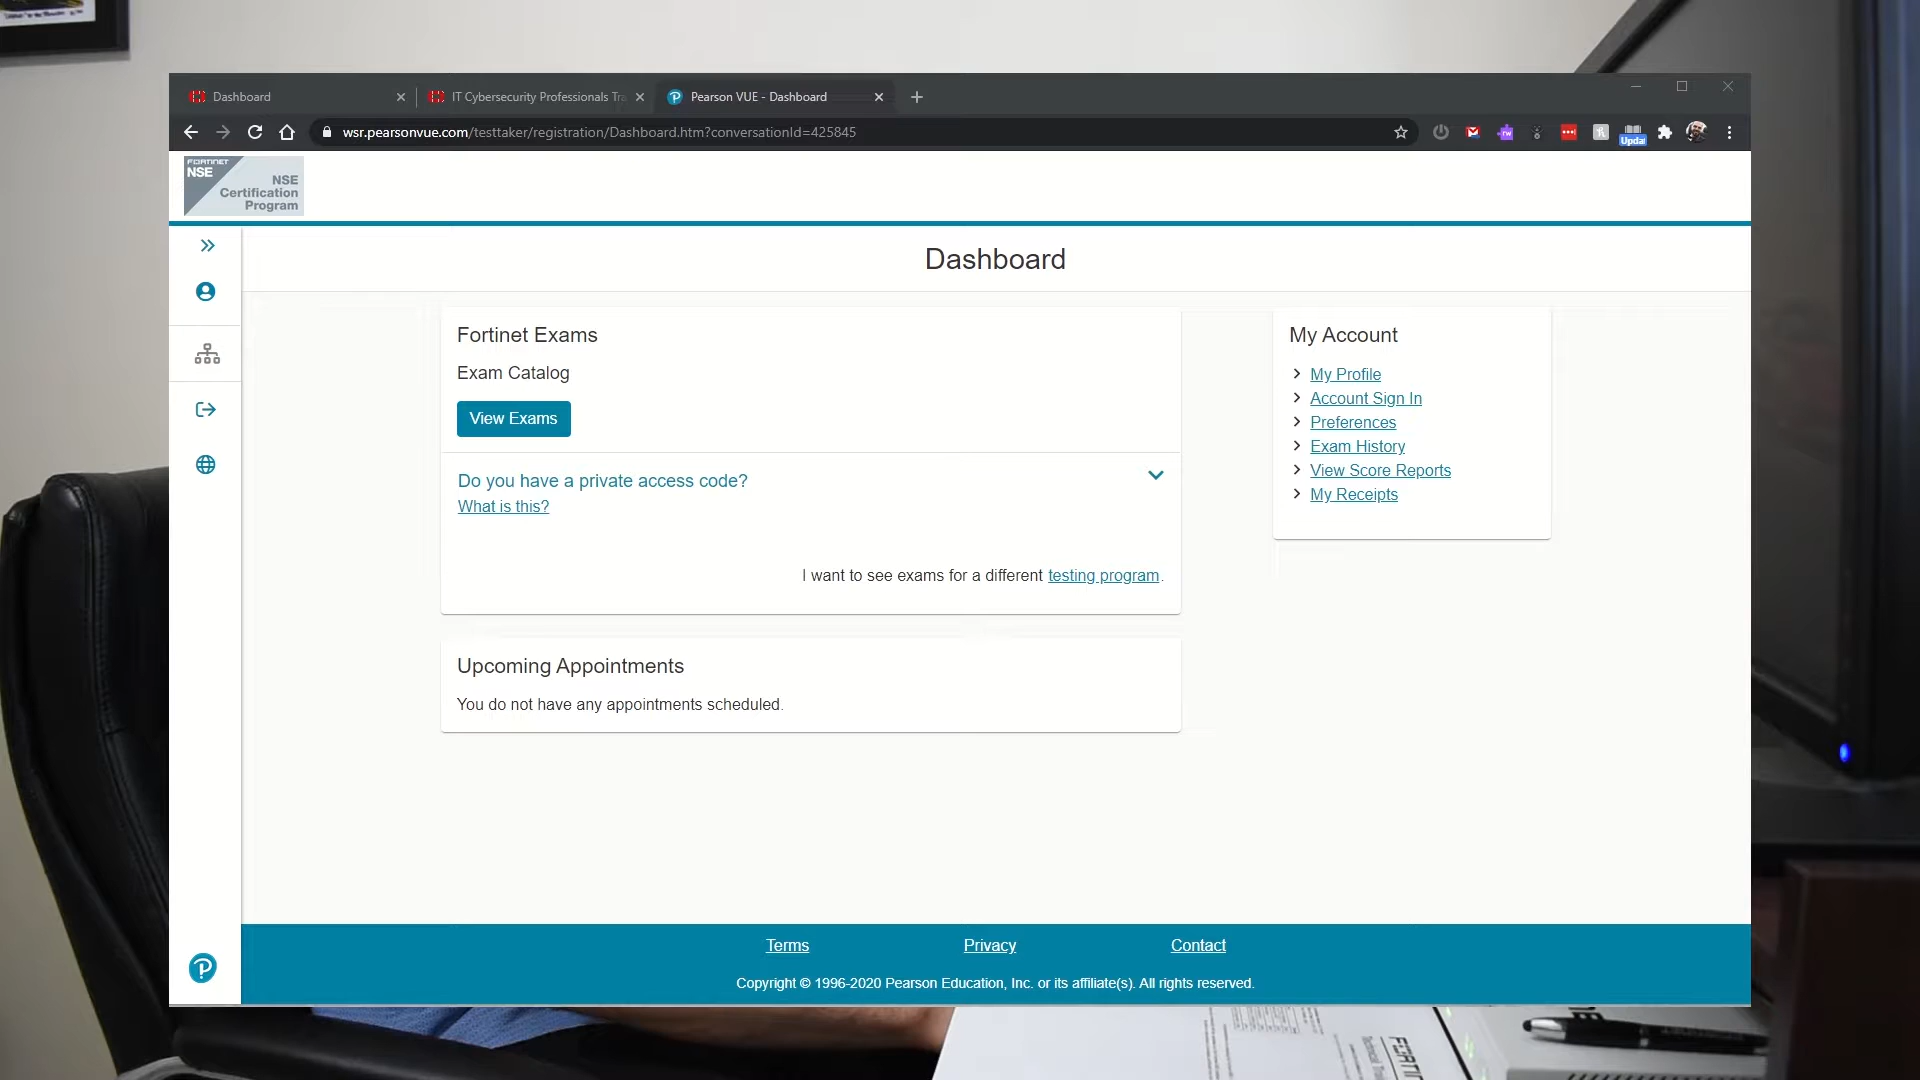 Dashboard
IT Cybersecurity Professionals Tra
Pearson VUE - Dashboard
wsr.pearsonvue.com/testtaker/registration/Dashboard.htm?conversationId=425845
Updat
FORTINET
NSE
NSE
Certification
Program
Dashboard
Fortinet Exams
Exam Catalog
View Exams
Do you have a private access code?
What is this?
I want to see exams for a different testing program.
Upcoming Appointments
You do not have any appointments scheduled.
My Account
My Profile
Account Sign In
Preferences
Exam History
View Score Reports
My Receipts
Terms
Privacy
Contact
Copyright © 1996-2020 Pearson Education, Inc. or its affiliate(s). All rights reserved.